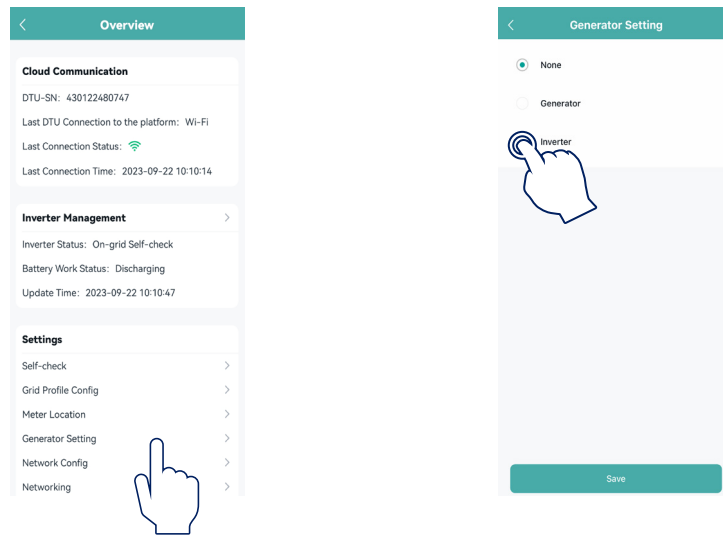 Overview
Cloud Communication
DTU-SN: 430122480747
Last DTU Connection to the platform: Wi-Fi
Last Connection Status:
Last Connection Time: 2023-09-22 10:10:14
Inverter Management
Inverter Status: On-grid Self-check
Battery Work Status: Discharging
Update Time: 2023-09-22 10:10:47
Settings
Self-check
Grid Profile Config
Meter Location
Generator Setting
Network Config
Networking
Generator Setting
None
Generator
Inverter
Save